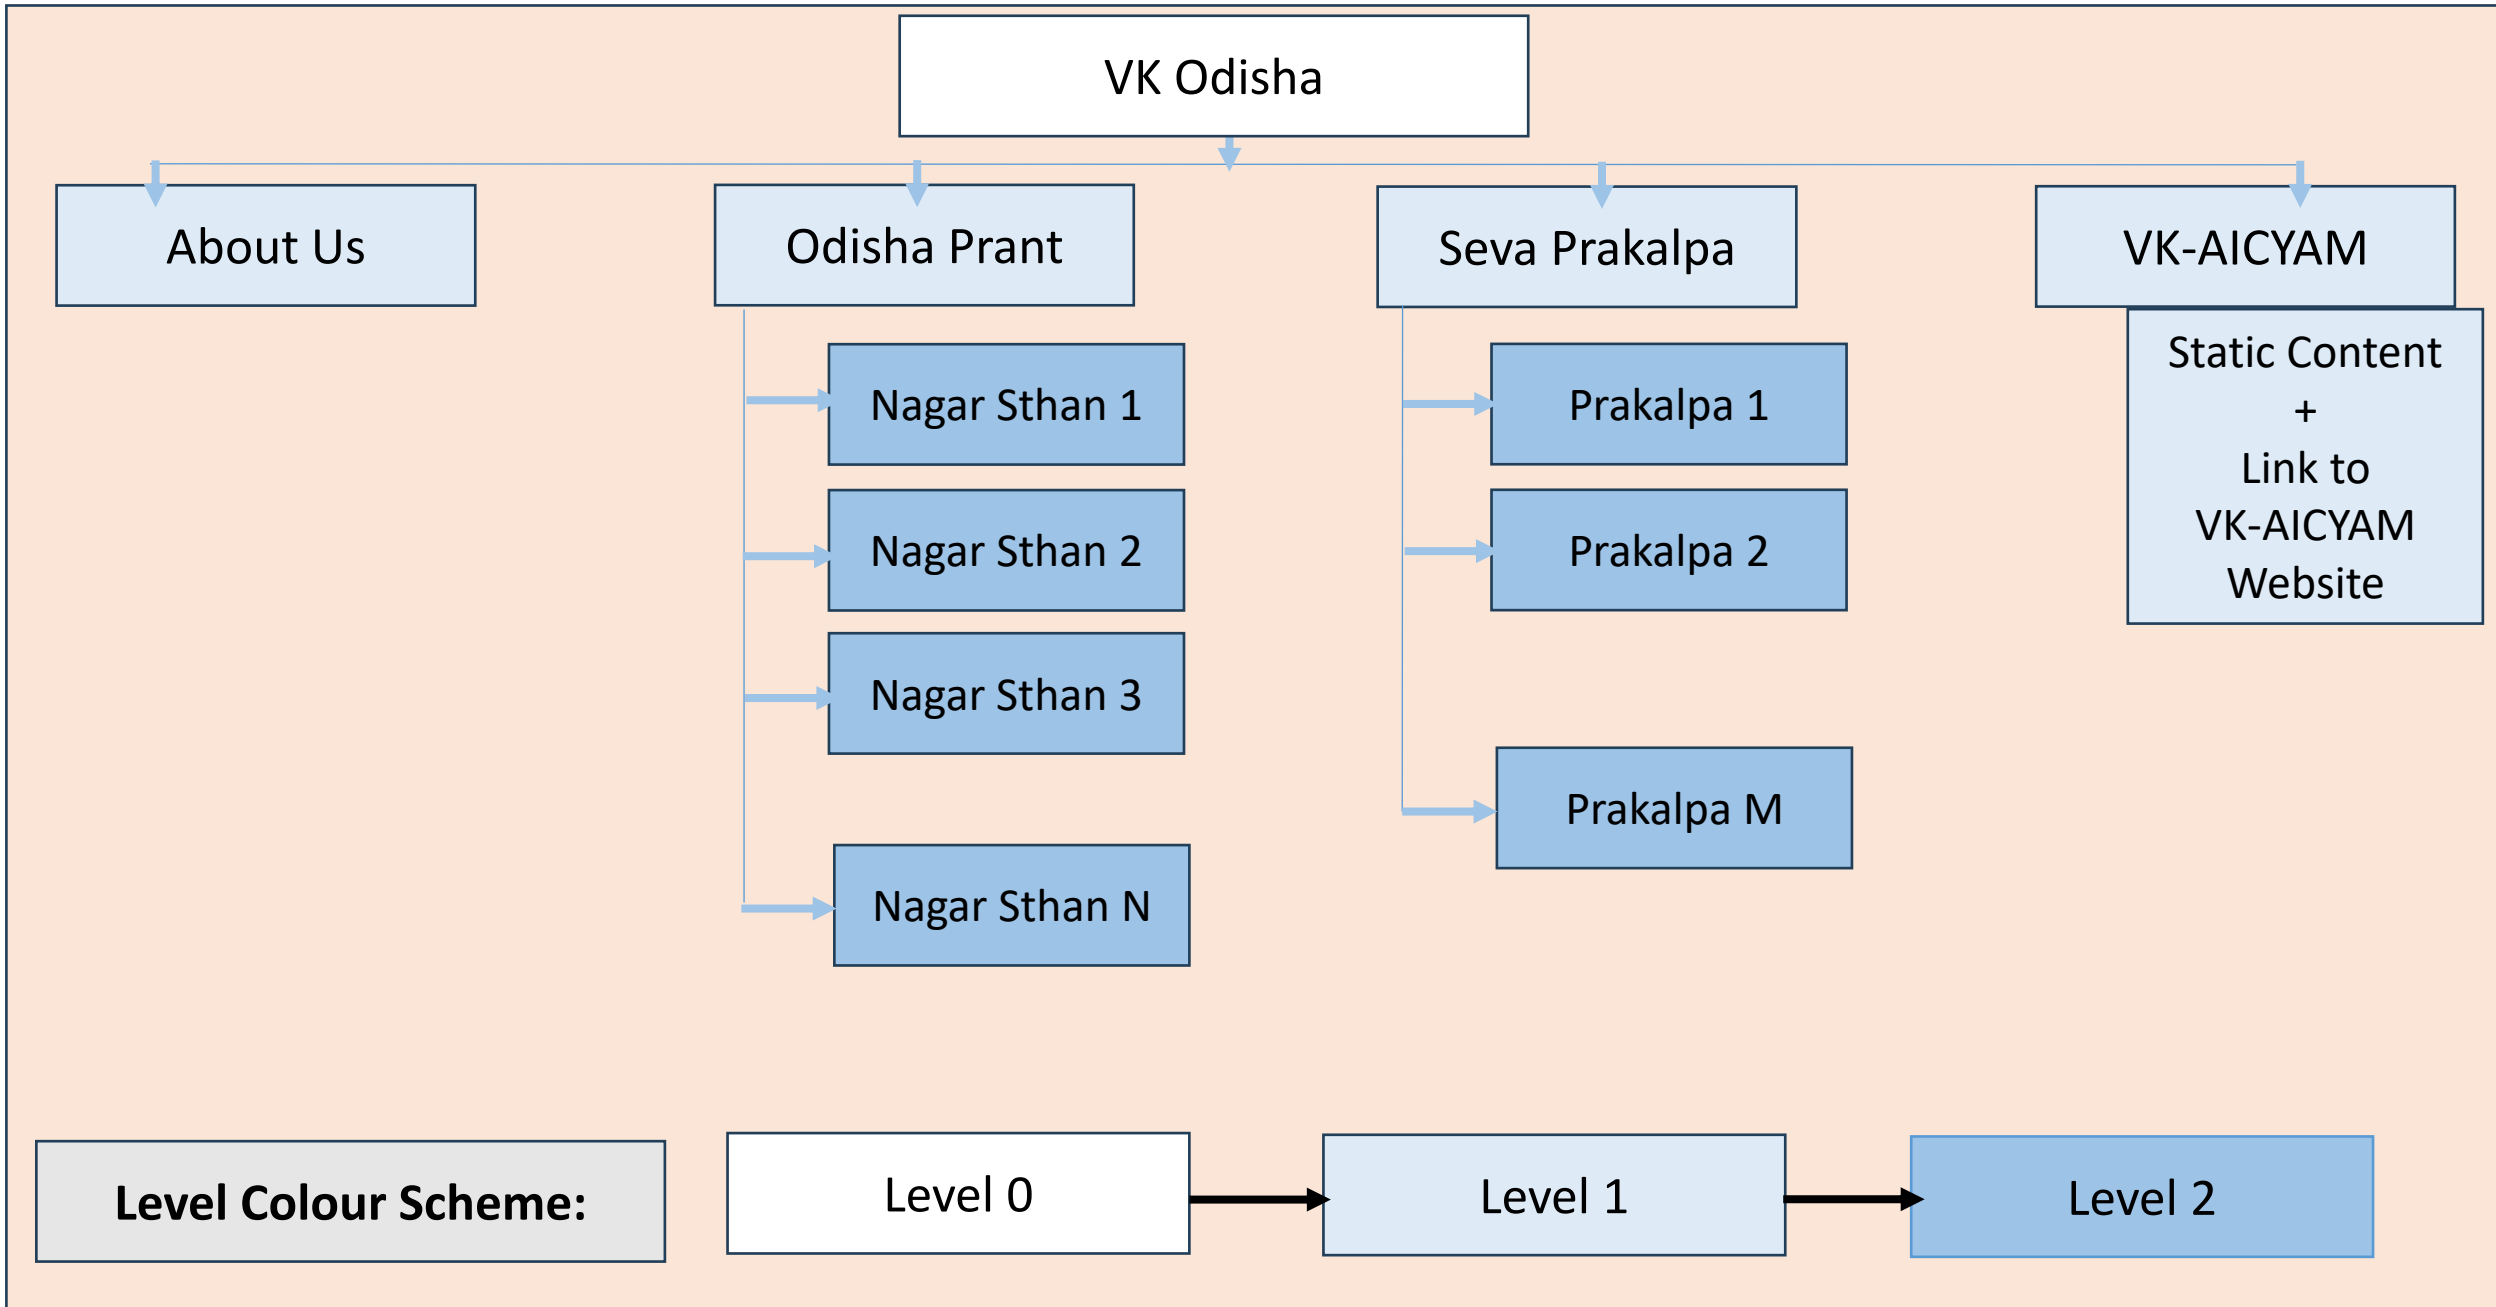 VK Odisha
About Us
Odisha Prant
Seva Prakalpa
VK-AICYAM
Nagar Sthan 1
Nagar Sthan 2
Nagar Sthan 3
Nagar Sthan N
Prakalpa 1
Prakalpa 2
Prakalpa M
Static Content
+
Link to
VK-AICYAM
Website
Level Colour Scheme:
Level 0
Level 1
Level 2